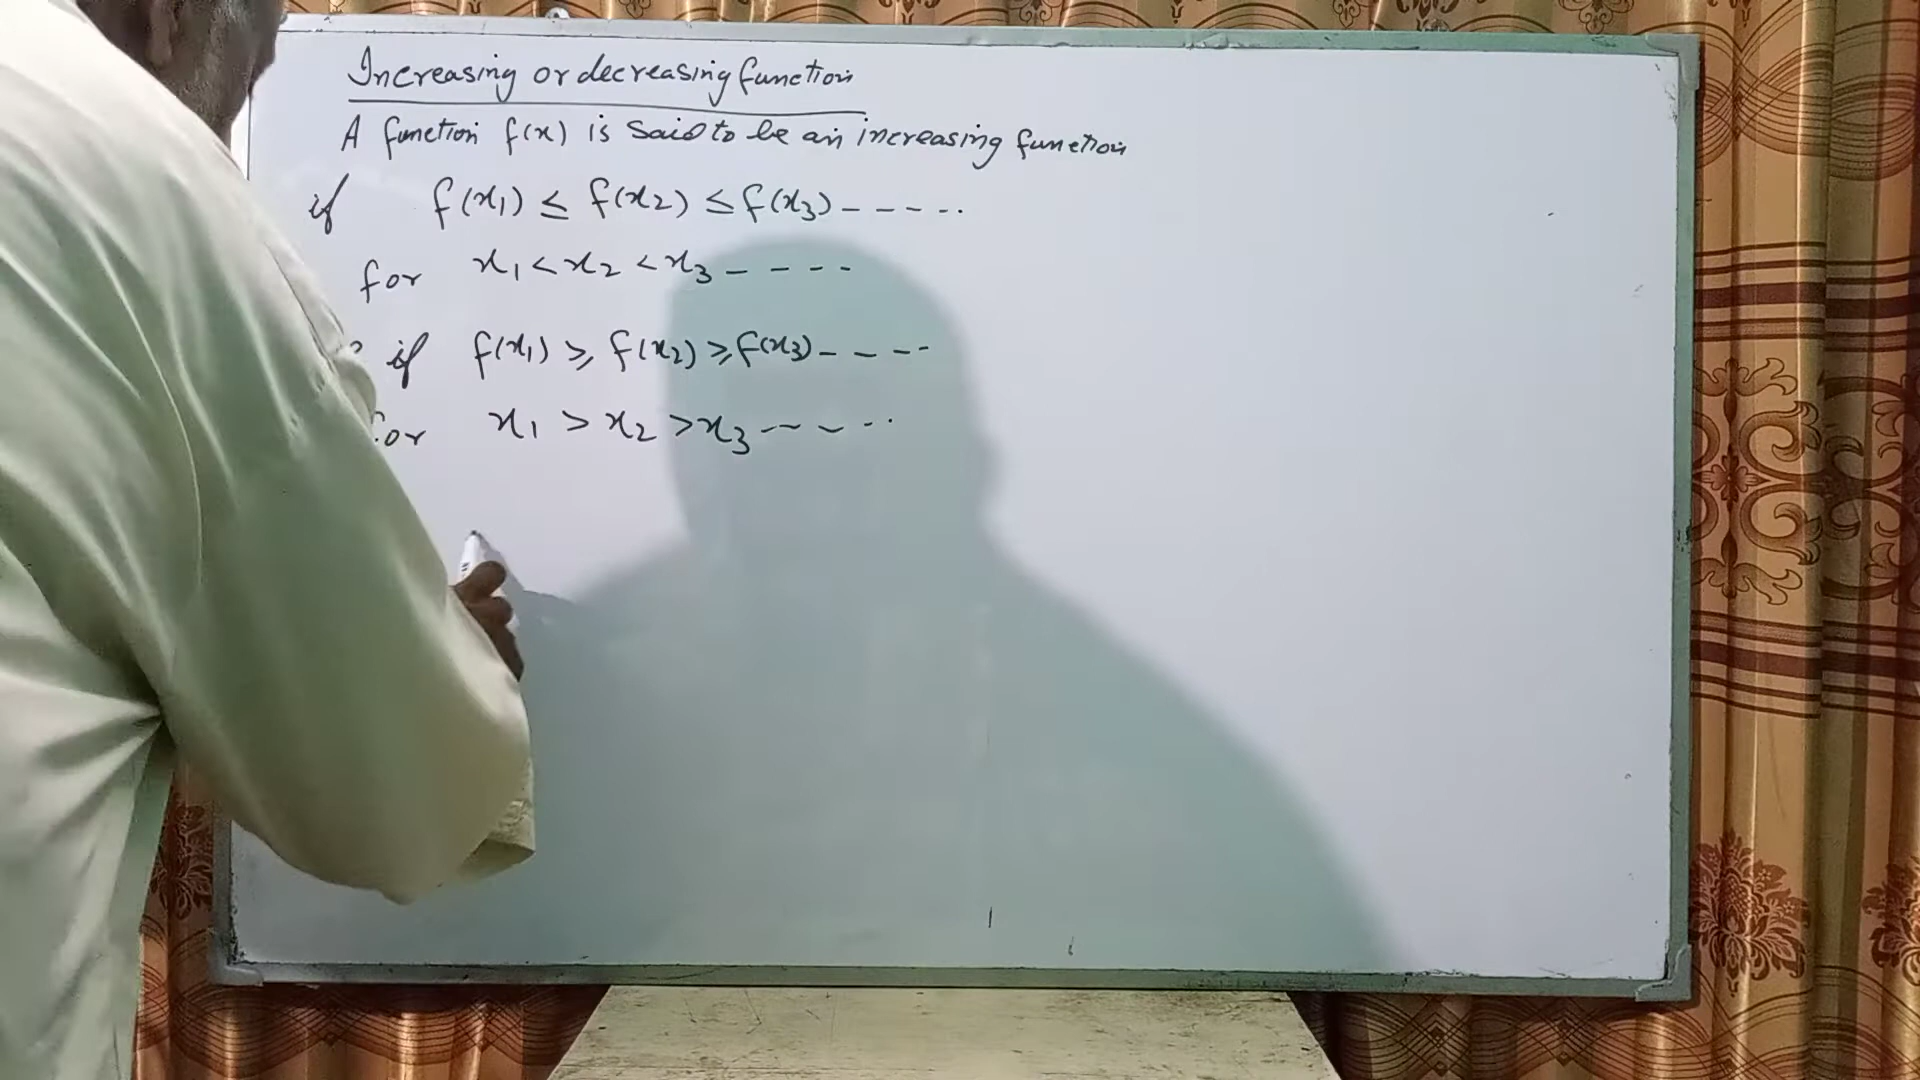 Increasing or decreasing function
A function f(x) is said to be an increasing function
if f(x₁) ≤ f(x₂) ≤ f(x₃) - - - - -
for x₁ < x₂ < x₃ - - - -
if f(x₁) ≥ f(x₂) ≥ f(x₃) - - - -
for x₁ > x₂ > x₃ - - - -